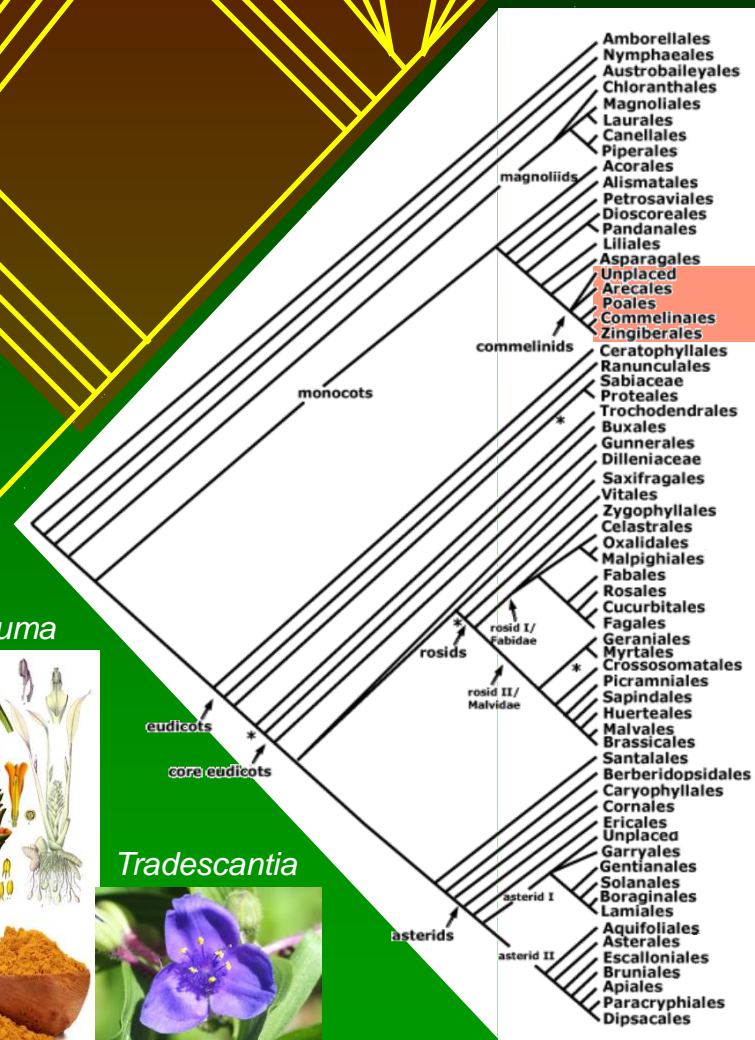 Amborellales
Nymphaeales
Austrobaileyales
Chloranthales
Magnoliales
Laurales
Canellales
Piperales
magnoliids
Acorales
Alismatales
Petrosaviales
Dioscoreales
Pandanales
Liliales
Asparagales
Unplaced
Arecales
Poales
Commelinales
Zingiberales
commelinids
Ceratophyllales
Ranunculales
Sabiaceae
Proteales
monocots
Trochodendrales
*
Buxales
Gunnerales
Dilleniaceae
Saxifragales
Vitales
Zygophyllales
Celastrales
Oxalidales
Malpighiales
Fabales
Rosales
Cucurbitales
Fagales
*
rosid I/
Fabidae
rosids
Geraniales
Myrtales
*
Crossosomatales
Picramniales
rosid II/
Malvidae
Sapindales
Huerteales
Malvales
Brassicales
eudicots
*
core eudicots
Santalales
Berberidopsidales
Caryophyllales
Cornales
Ericales
Unplaced
Garryales
Gentianales
Solanales
Boraginales
Lamiales
asterid I
asterids
Aquifoliales
Asterales
asterid II
Escalloniales
Bruniales
Apiales
Paracryphiales
Dipsacales
uma
Tradescantia